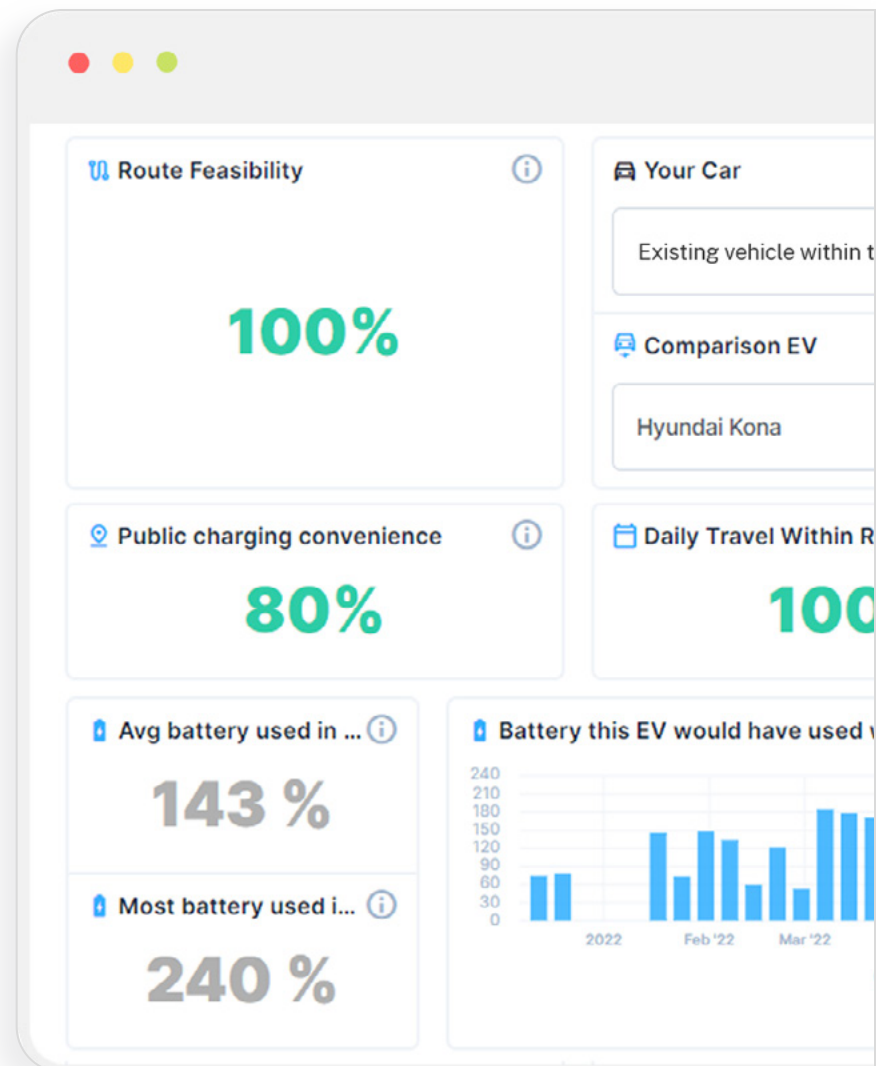 Route Feasibility
100%
Your Car
Existing vehicle within t
Comparison EV
Hyundai Kona
Public charging convenience
80%
Daily Travel Within R
100
Avg battery used in ...
143 %
Most battery used i...
240 %
Battery this EV would have used
240
210
180
150
120
90
60
30
0
2022
Feb '22
Mar '22